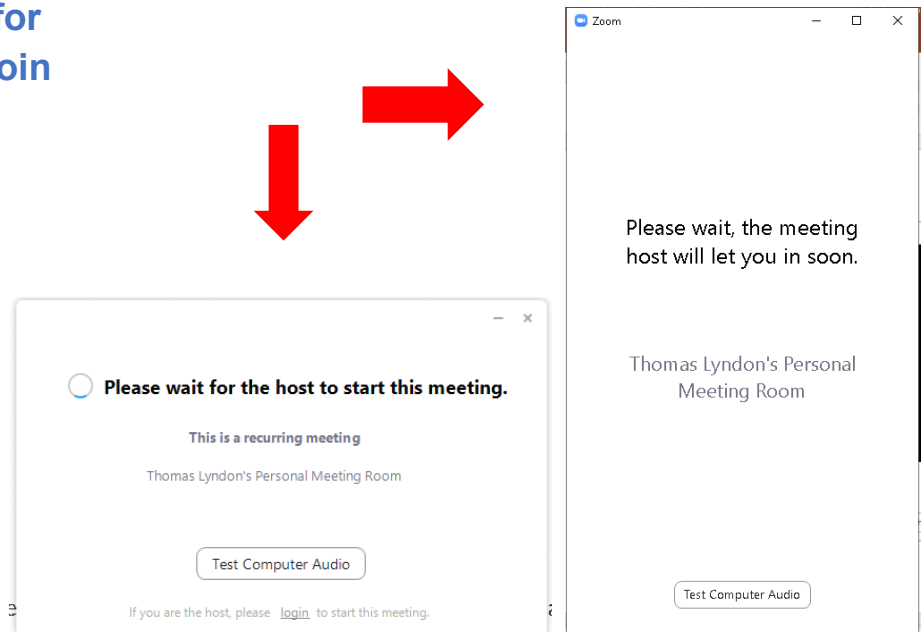 for
oin
Zoom
Please wait, the meeting
host will let you in soon.
Thomas Lyndon's Personal
Meeting Room
Test Computer Audio
Please wait for the host to start this meeting.
This is a recurring meeting
Thomas Lyndon's Personal Meeting Room
Test Computer Audio
If you are the host, please login to start this meeting.